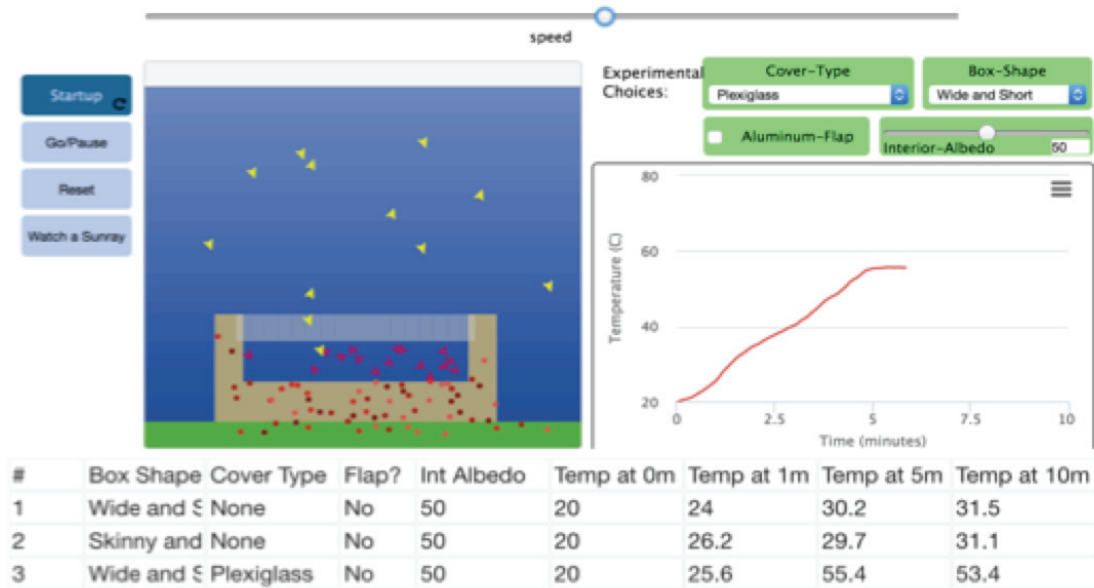 speed
Startup
Go/Pause
Reset
Watch a Sunray
Experimental
Choices:
Cover-Type
Plexiglass
Box-Shape
Wide and Short
Aluminum-Flap
Interior-Albedo 50
80
60
40
20
Temperature (C)
0 2.5 5 7.5 10
Time (minutes)
# Box Shape Cover Type Flap? Int Albedo Temp at 0m Temp at 1m Temp at 5m Temp at 10m
1 Wide and S None No 50 20 24 30.2 31.5
2 Skinny and None No 50 20 26.2 29.7 31.1
3 Wide and S Plexiglass No 50 20 25.6 55.4 53.4